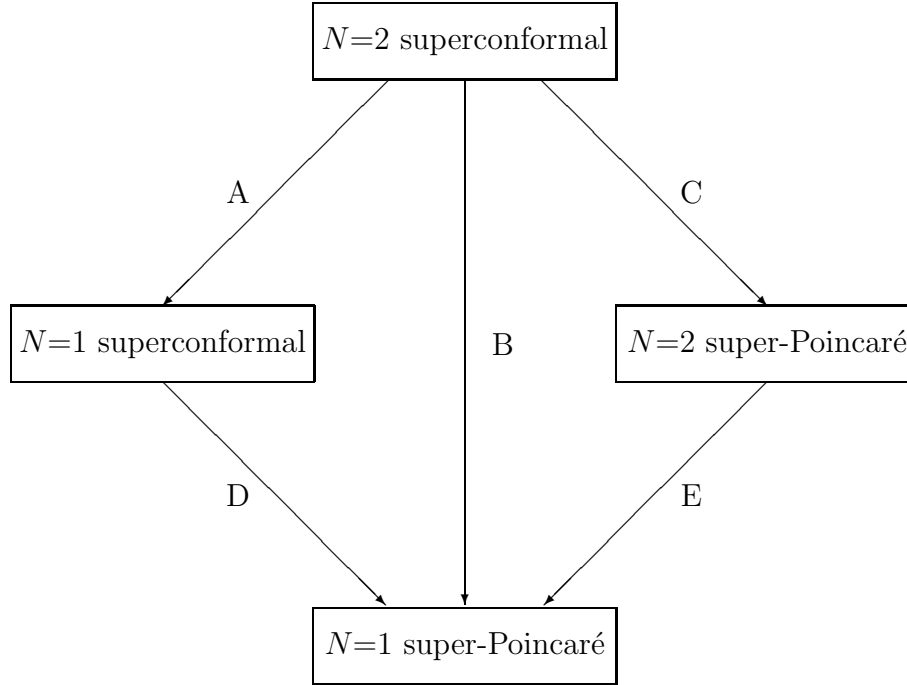 N=2 superconformal
A
C
B
N=1 superconformal
N=2 super-Poincaré
D
E
N=1 super-Poincaré